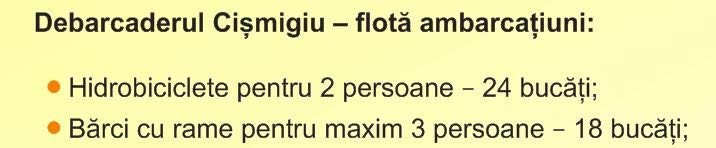 Debarcaderul Cișmigiu – flotă ambarcațiuni:
• Hidrobiciclete pentru 2 persoane – 24 bucăți;
• Bărci cu rame pentru maxim 3 persoane – 18 bucăți;